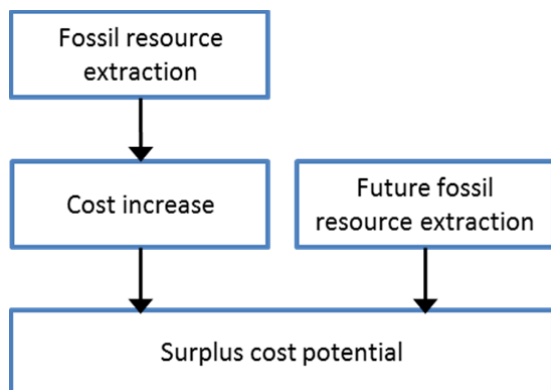 Fossil resource
extraction
Cost increase
Future fossil
resource extraction
Surplus cost potential